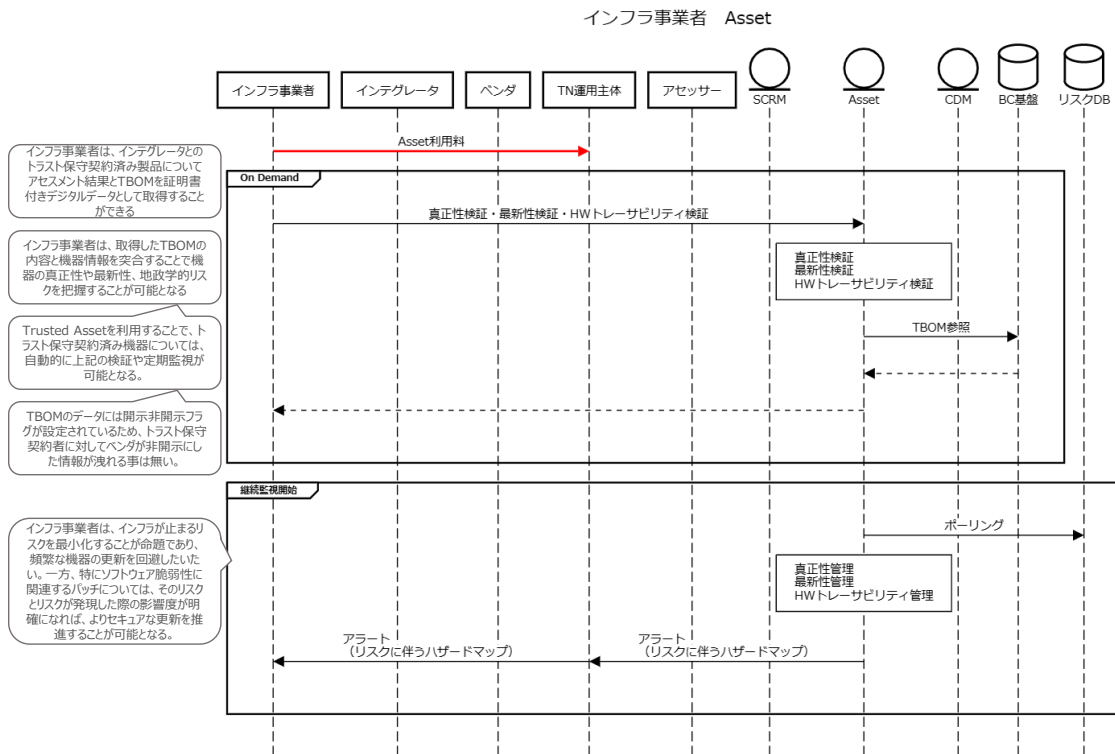 インフラ事業者　Asset
インフラ事業者
インテグレータ
ベンダ
TN運用主体
アセッサー
SCRM
Asset
CDM
BC基盤
リスクDB
Asset利用料
インフラ事業者は、インテグレータとの
トラスト保守契約済み製品について
アセスメント結果とTBOMを証明書
付きデジタルデータとして取得すること
ができる
On Demand
真正性検証・最新性検証・HWトレーサビリティ検証
インフラ事業者は、取得したTBOMの
内容と機器情報を突合することで機
器の真正性や最新性、地政学的リス
クを把握することが可能となる
真正性検証
最新性検証
HWトレーサビリティ検証
Trusted Assetを利用することで、ト
ラスト保守契約済み機器については、
自動的に上記の検証や定期監視が
可能となる。
TBOM参照
TBOMのデータには開示非開示フラ
グが設定されているため、トラスト保守
契約者に対してベンダが非開示にし
た情報が洩れる事は無い。
継続監視開始
インフラ事業者は、インフラが止まるリ
スクを最小化することが命題であり、
頻繁な機器の更新を回避したいた
い。一方、特にソフトウェア脆弱性に
関連するパッチについては、そのリスク
とリスクが発現した際の影響度が明
確になれば、よりセキュアな更新を推
進することが可能となる。
ポーリング
真正性管理
最新性管理
HWトレーサビリティ管理
アラート
（リスクに伴うハザードマップ）
アラート
（リスクに伴うハザードマップ）